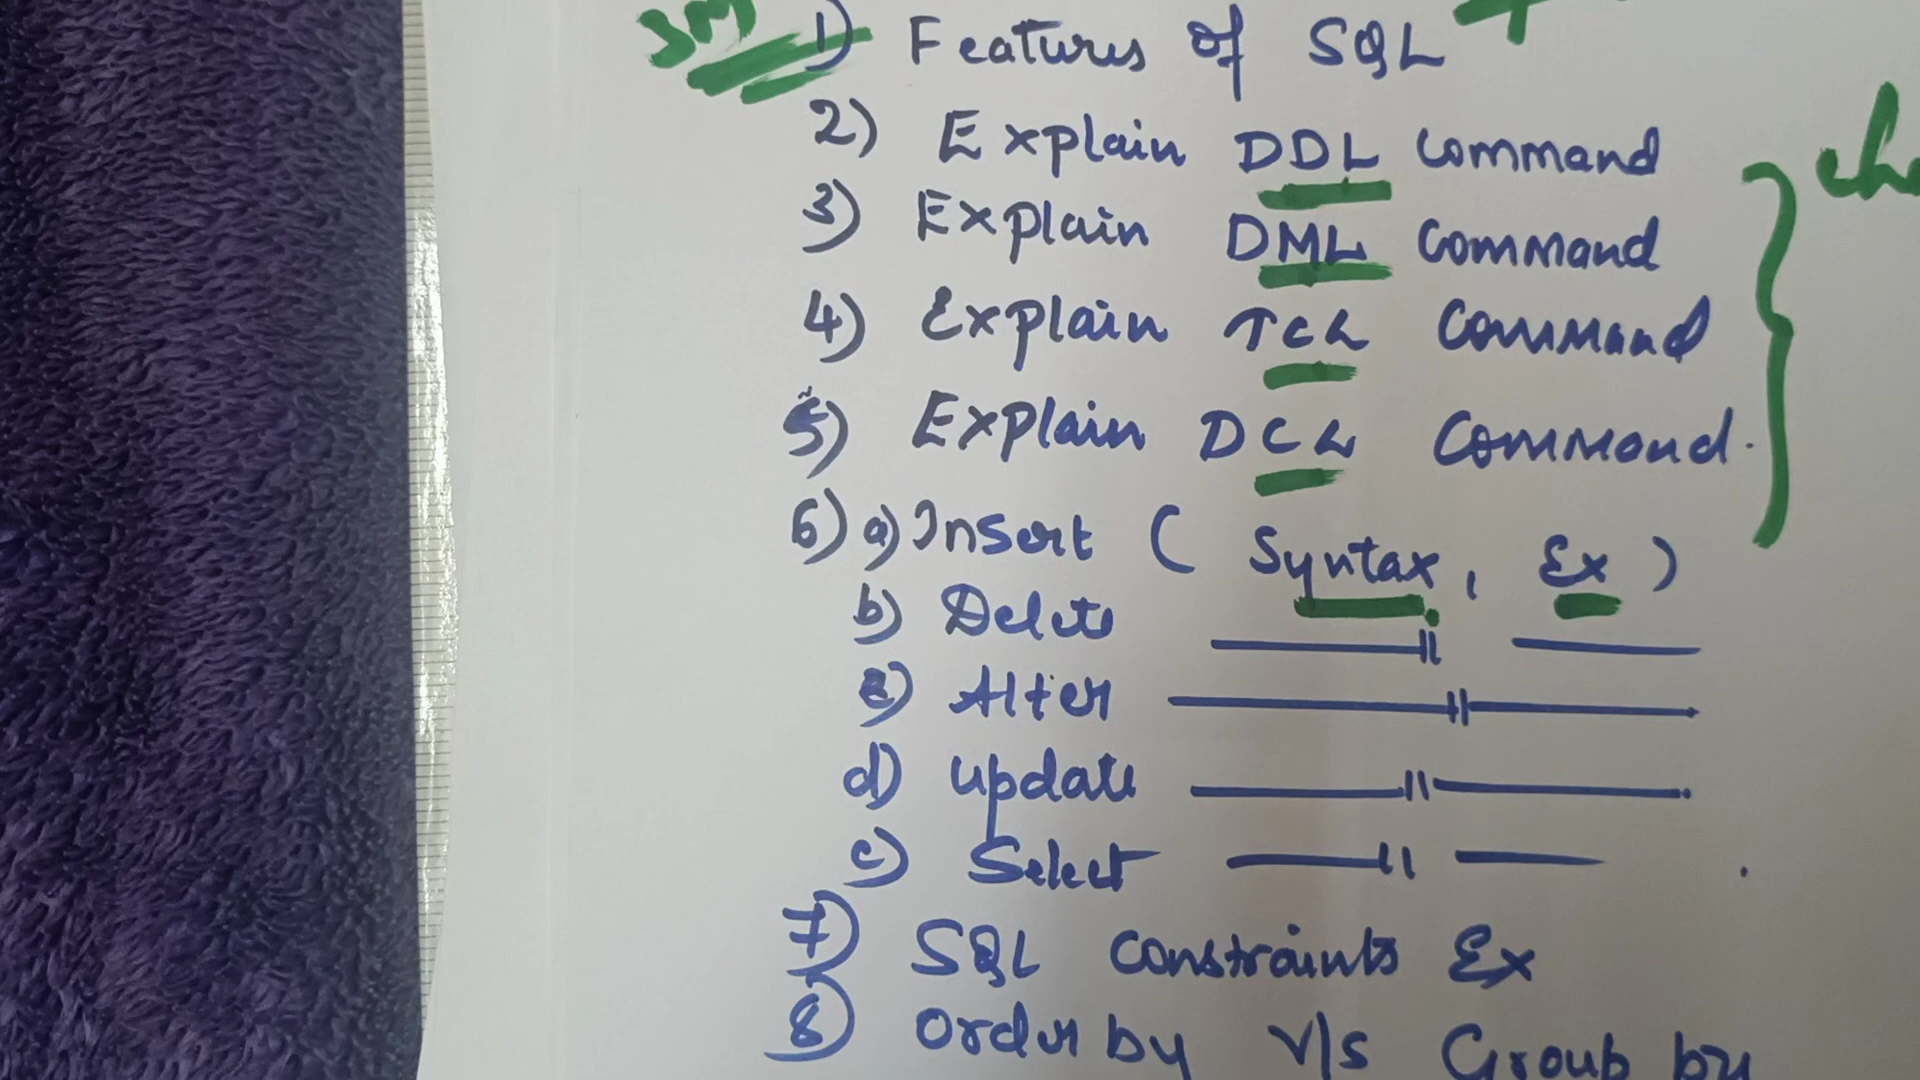 3M 1) Features of SQL
2) Explain DDL Command
3) Explain DML Command
4) Explain TCL Command
5) Explain DCL Command.
6) a) Insert ( Syntax, Ex )
b) Delete
c) Alter
d) update
e) Select
7) SQL Constraints Ex
8) Order by V/s Group by